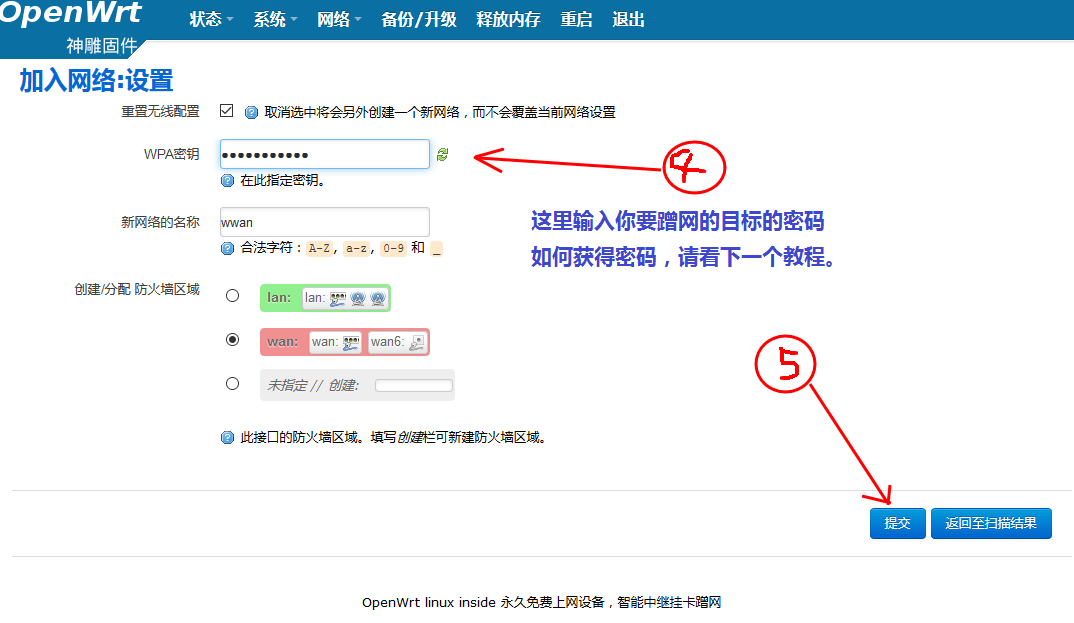 OpenWrt
神雕固件
状态 系统 网络 备份/升级 释放内存 重启 退出
加入网络:设置
重置无线配置 取消选中将会另外创建一个新网络，而不会覆盖当前网络设置
WPA密钥 ●●●●●●●●●●●
在此指定密钥。
4
这里输入你要蹭网的目标的密码
如何获得密码，请看下一个教程。
新网络的名称 wwan
合法字符： A-Z, a-z, 0-9 和 _
创建/分配 防火墙区域
lan: lan:
wan: wan: wan6:
未指定 // 创建:
5
此接口的防火墙区域。填写创建栏可新建防火墙区域。
提交 返回至扫描结果
OpenWrt linux inside 永久免费上网设备，智能中继挂卡蹭网